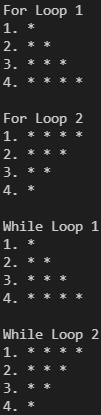 For Loop 1
1. *
2. * *
3. * * *
4. * * * *

For Loop 2
1. * * * *
2. * * *
3. * *
4. *

While Loop 1
1. *
2. * *
3. * * *
4. * * * *

While Loop 2
1. * * * *
2. * * *
3. * *
4. *